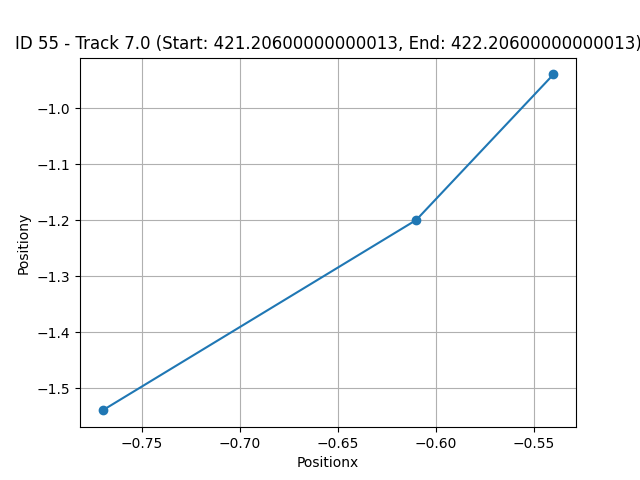 ID 55 - Track 7.0 (Start: 421.20600000000013, End: 422.20600000000013)
Positiony
−1.0
−1.1
−1.2
−1.3
−1.4
−1.5
−0.75 −0.70 −0.65 −0.60 −0.55
Positionx